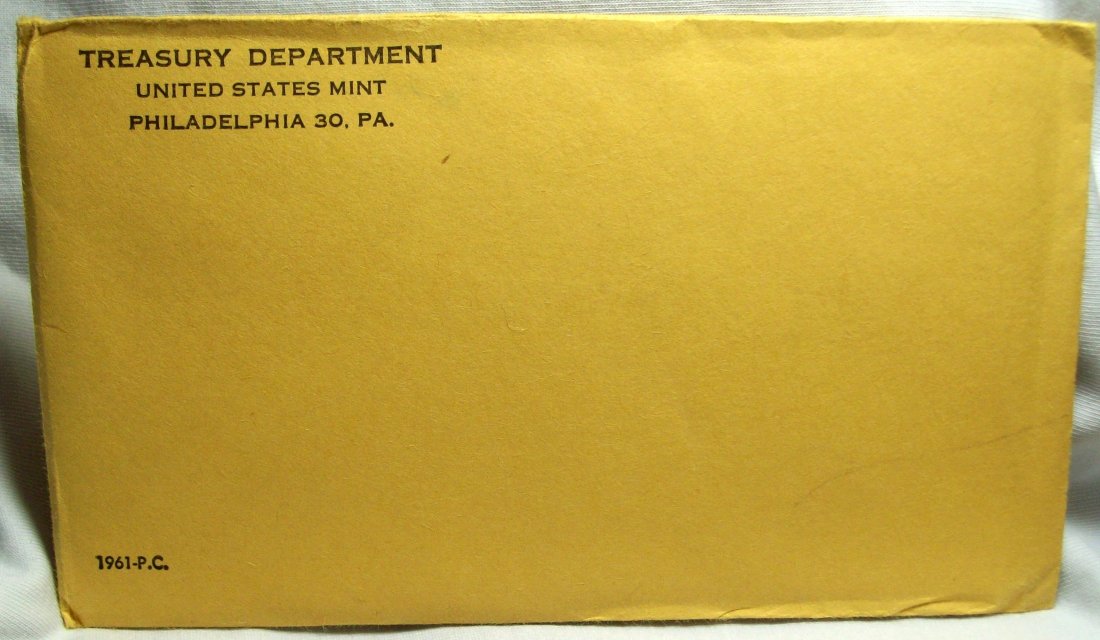 TREASURY DEPARTMENT
UNITED STATES MINT
PHILADELPHIA 30, PA.
1961-P.C.